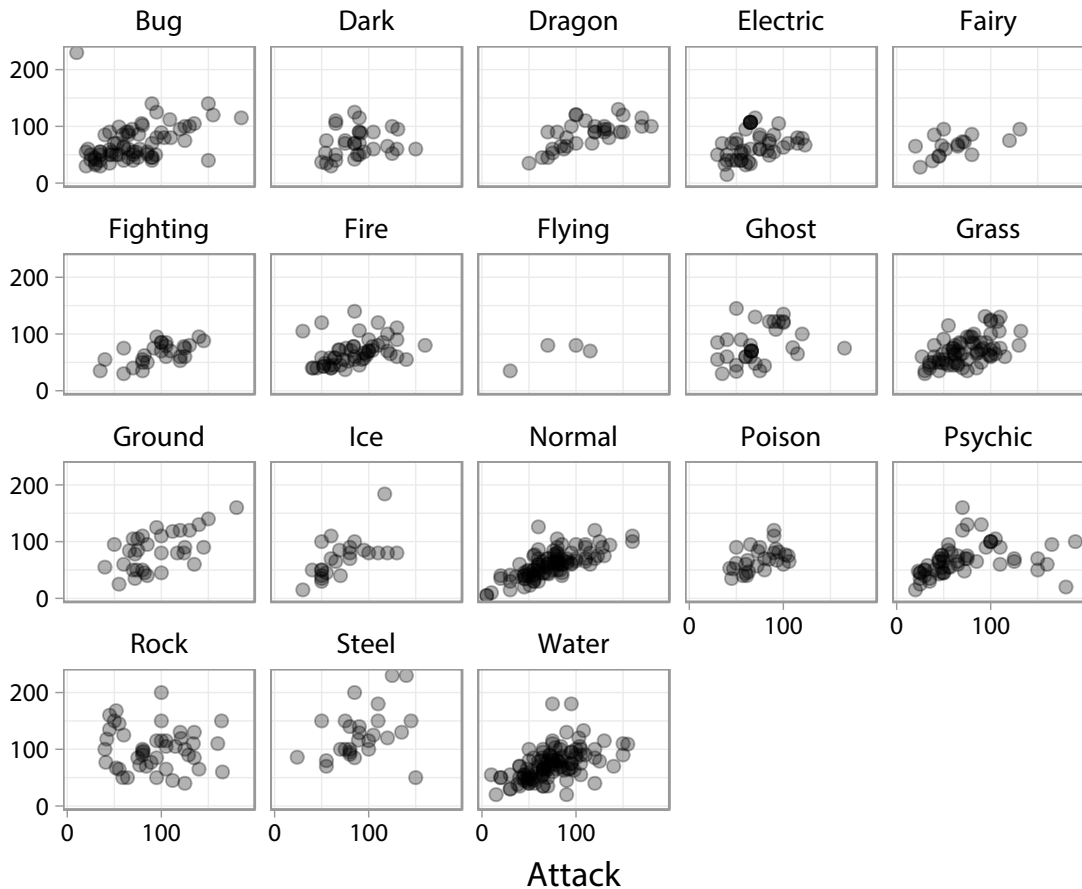 Bug Dark Dragon Electric Fairy
200
100
0
Fighting Fire Flying Ghost Grass
200
100
0
Ground Ice Normal Poison Psychic
200
100
0
0 100 0 100
Rock Steel Water
200
100
0
0 100 0 100 0 100
Attack